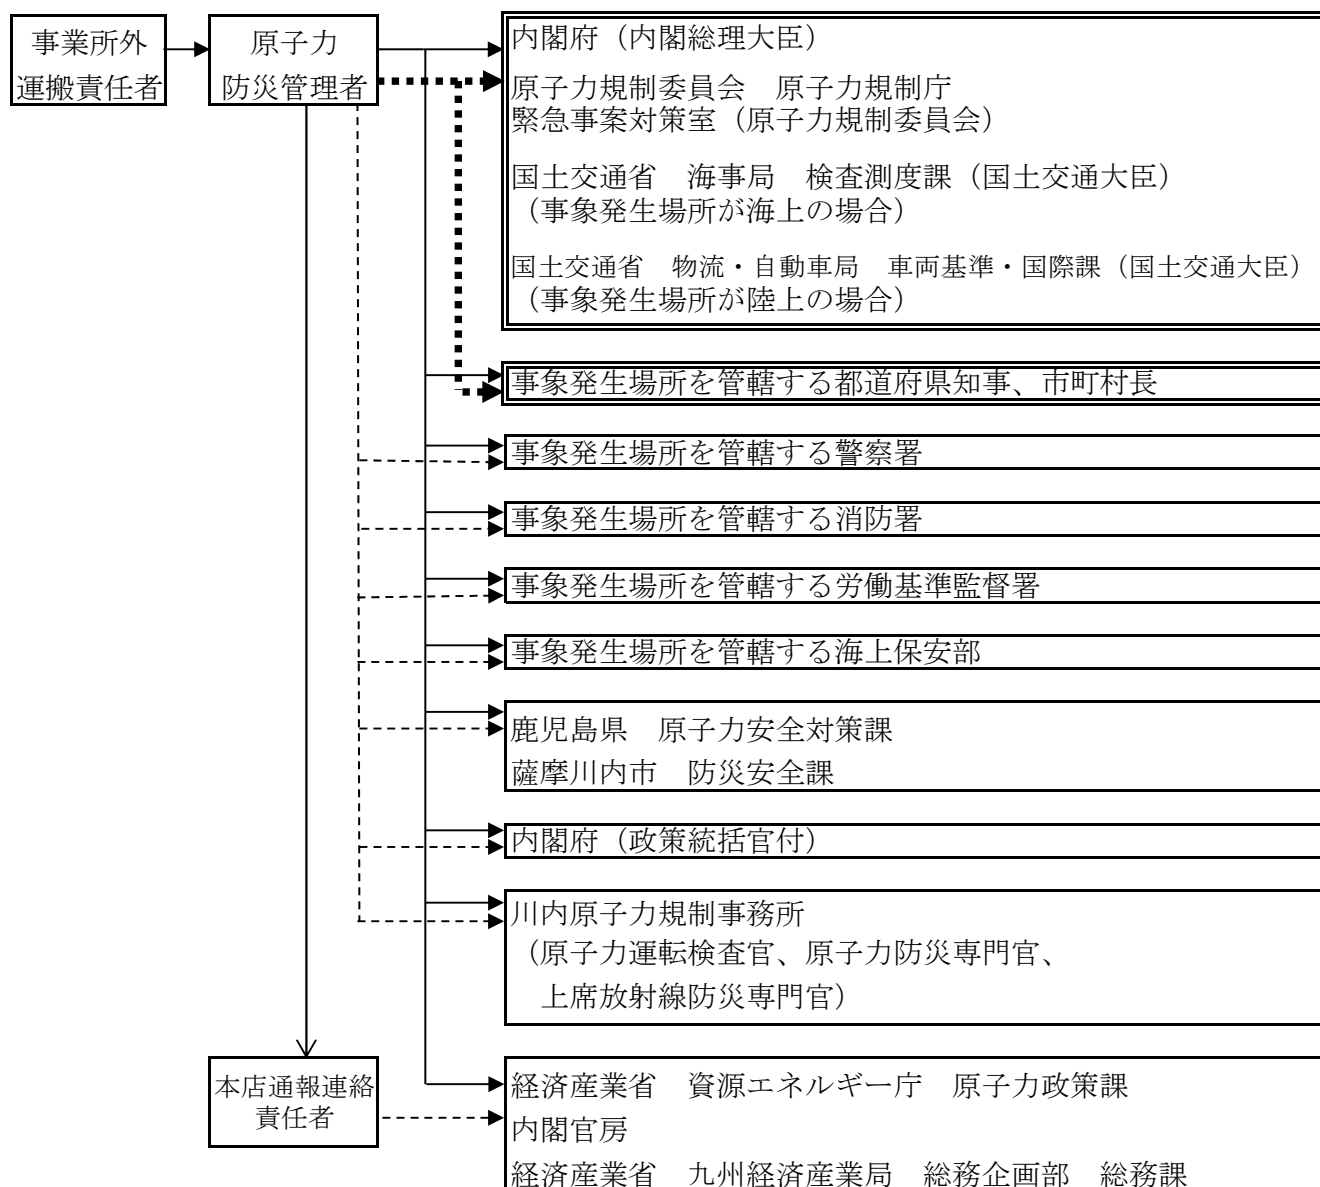 事業所外
運搬責任者
原子力
防災管理者
内閣府（内閣総理大臣）
原子力規制委員会　原子力規制庁
緊急事案対策室（原子力規制委員会）
国土交通省　海事局　検査測度課（国土交通大臣）
（事象発生場所が海上の場合）
国土交通省　物流・自動車局　車両基準・国際課（国土交通大臣）
（事象発生場所が陸上の場合）
事象発生場所を管轄する都道府県知事、市町村長
事象発生場所を管轄する警察署
事象発生場所を管轄する消防署
事象発生場所を管轄する労働基準監督署
事象発生場所を管轄する海上保安部
鹿児島県　原子力安全対策課
薩摩川内市　防災安全課
内閣府（政策統括官付）
川内原子力規制事務所
（原子力運転検査官、原子力防災専門官、
上席放射線防災専門官）
本店通報連絡
責任者
経済産業省　資源エネルギー庁　原子力政策課
内閣官房
経済産業省　九州経済産業局　総務企画部　総務課